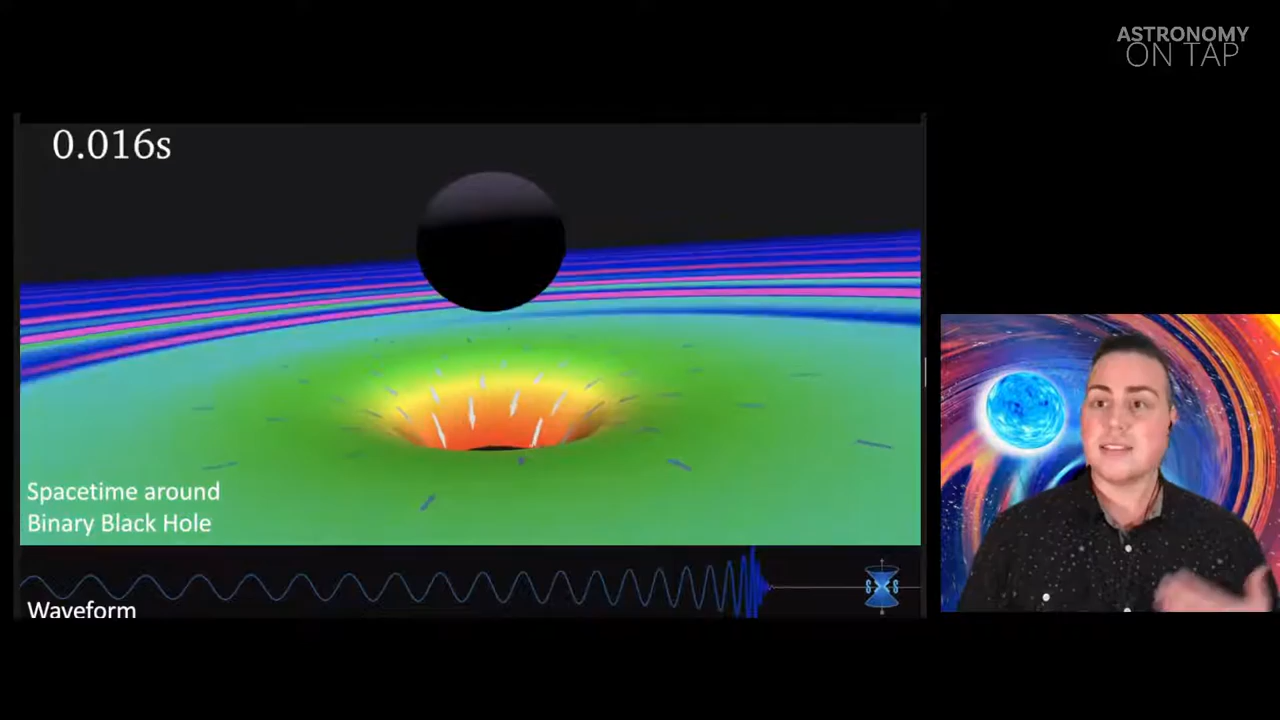 ASTRONOMY
ON TAP
0.016s
Spacetime around
Binary Black Hole
Waveform